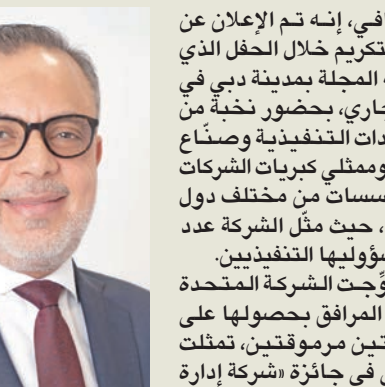 في، إنه تم الإعلان عن
تكريم خلال الحفل الذي
المجلة بمدينة دبي في
جاري، بحضور نخبة من
دات التنفيذية وصنّاع
وممثلي كبريات الشركات
سسات من مختلف دول
، حيث مثّل الشركة عدد
سؤوليها التنفيذيين.
وّجت الشركة المتحدة
المرافق بحصولها على
تين مرموقتين، تمثلت
في جائزة «شركة إدارة